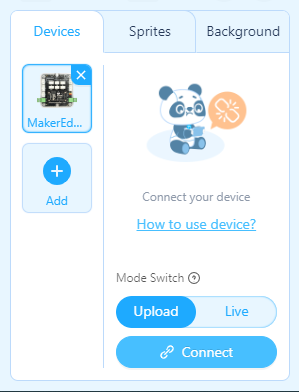 Devices
Sprites
Background
MakerEd...
Add
Connect your device
How to use device?
Mode Switch
Upload
Live
Connect